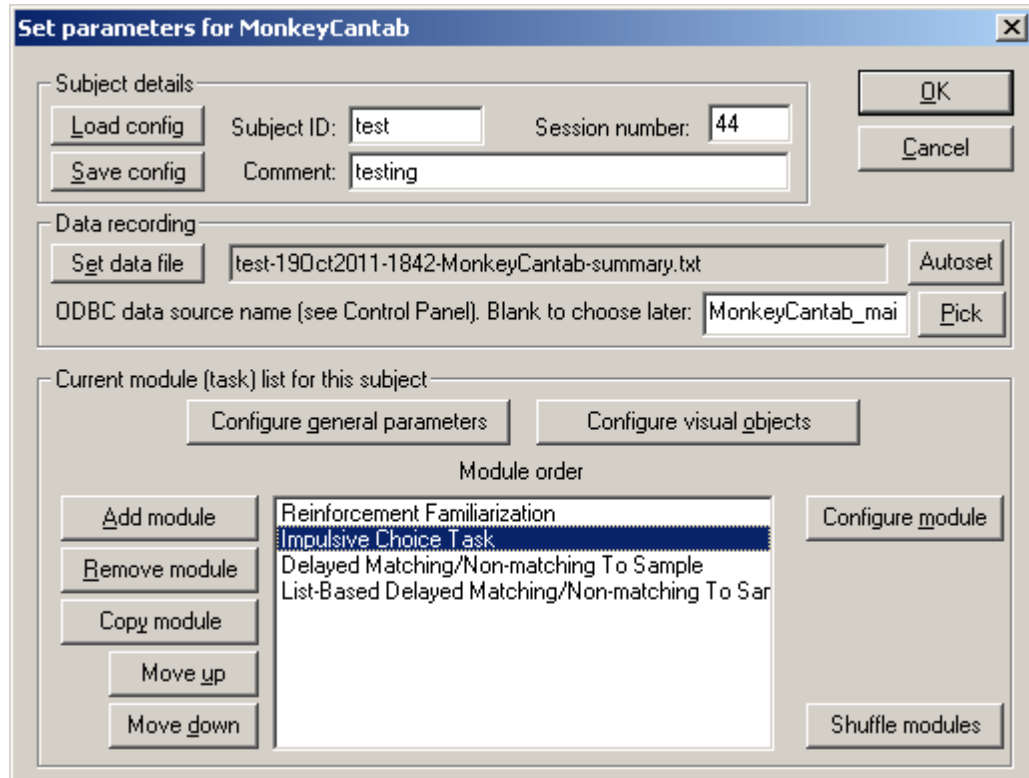 Set parameters for MonkeyCantab
Subject details
Load config Subject ID: test Session number: 44 OK
Save config Comment: testing Cancel
Data recording
Set data file test-19Oct2011-1842-MonkeyCantab-summary.txt Autoset
ODBC data source name (see Control Panel). Blank to choose later: MonkeyCantab_mai Pick
Current module (task) list for this subject
Configure general parameters Configure visual objects
Module order
Add module Reinforcement Familiarization Configure module
Impulsive Choice Task
Remove module Delayed Matching/Non-matching To Sample
List-Based Delayed Matching/Non-matching To Sar
Copy module
Move up
Move down Shuffle modules